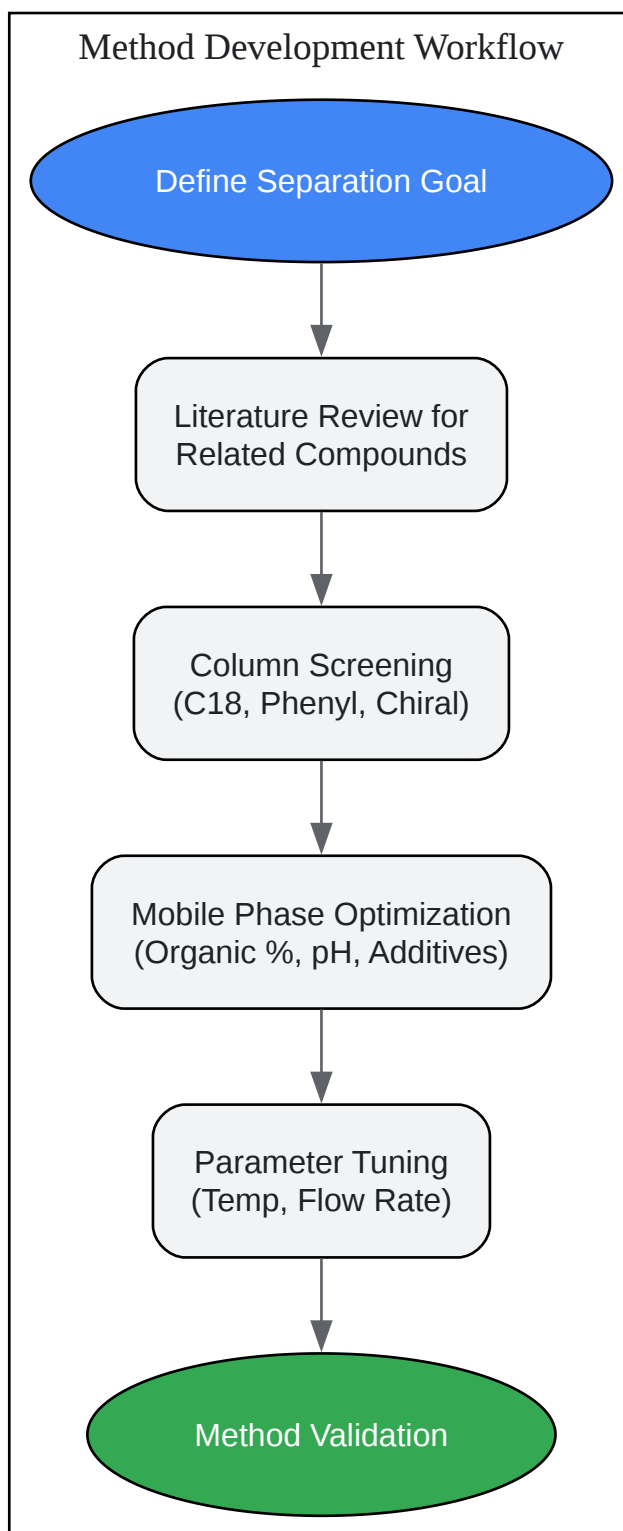 Method Development Workflow
Define Separation Goal
Literature Review for
Related Compounds
Column Screening
(C18, Phenyl, Chiral)
Mobile Phase Optimization
(Organic %, pH, Additives)
Parameter Tuning
(Temp, Flow Rate)
Method Validation